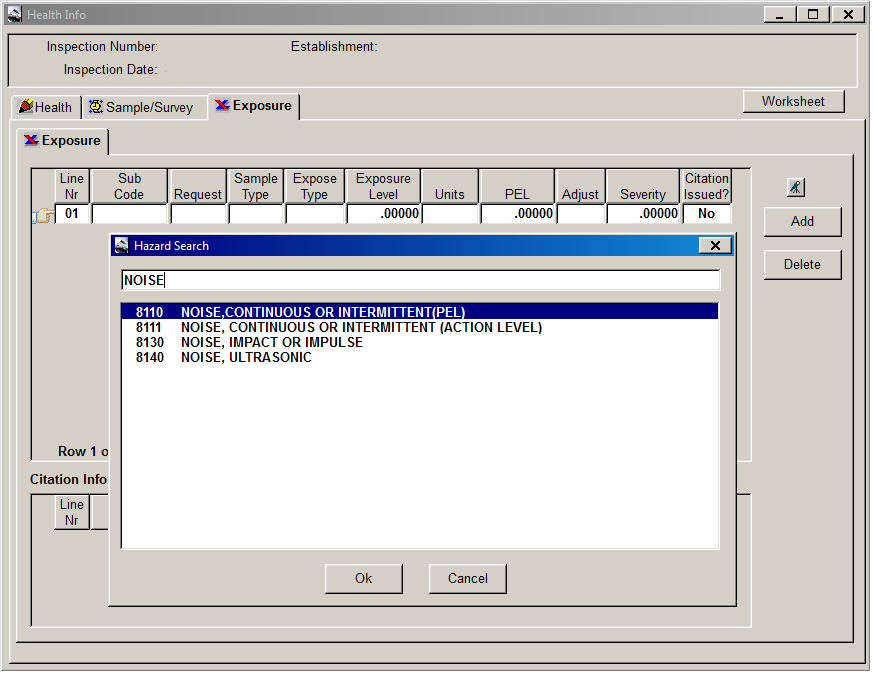 Health Info
Inspection Number:
Establishment:
Inspection Date:
Health
Sample/Survey
Exposure
Worksheet
Exposure
Line Nr
Sub Code
Request
Sample Type
Expose Type
Exposure Level
Units
PEL
Adjust
Severity
Citation Issued?
01
.00000
.00000
.00000
No
Add
Delete
Hazard Search
NOISE
8110 NOISE,CONTINUOUS OR INTERMITTENT(PEL)
8111 NOISE, CONTINUOUS OR INTERMITTENT (ACTION LEVEL)
8130 NOISE, IMPACT OR IMPULSE
8140 NOISE, ULTRASONIC
Row 1 o
Citation Info
Line Nr
Ok
Cancel